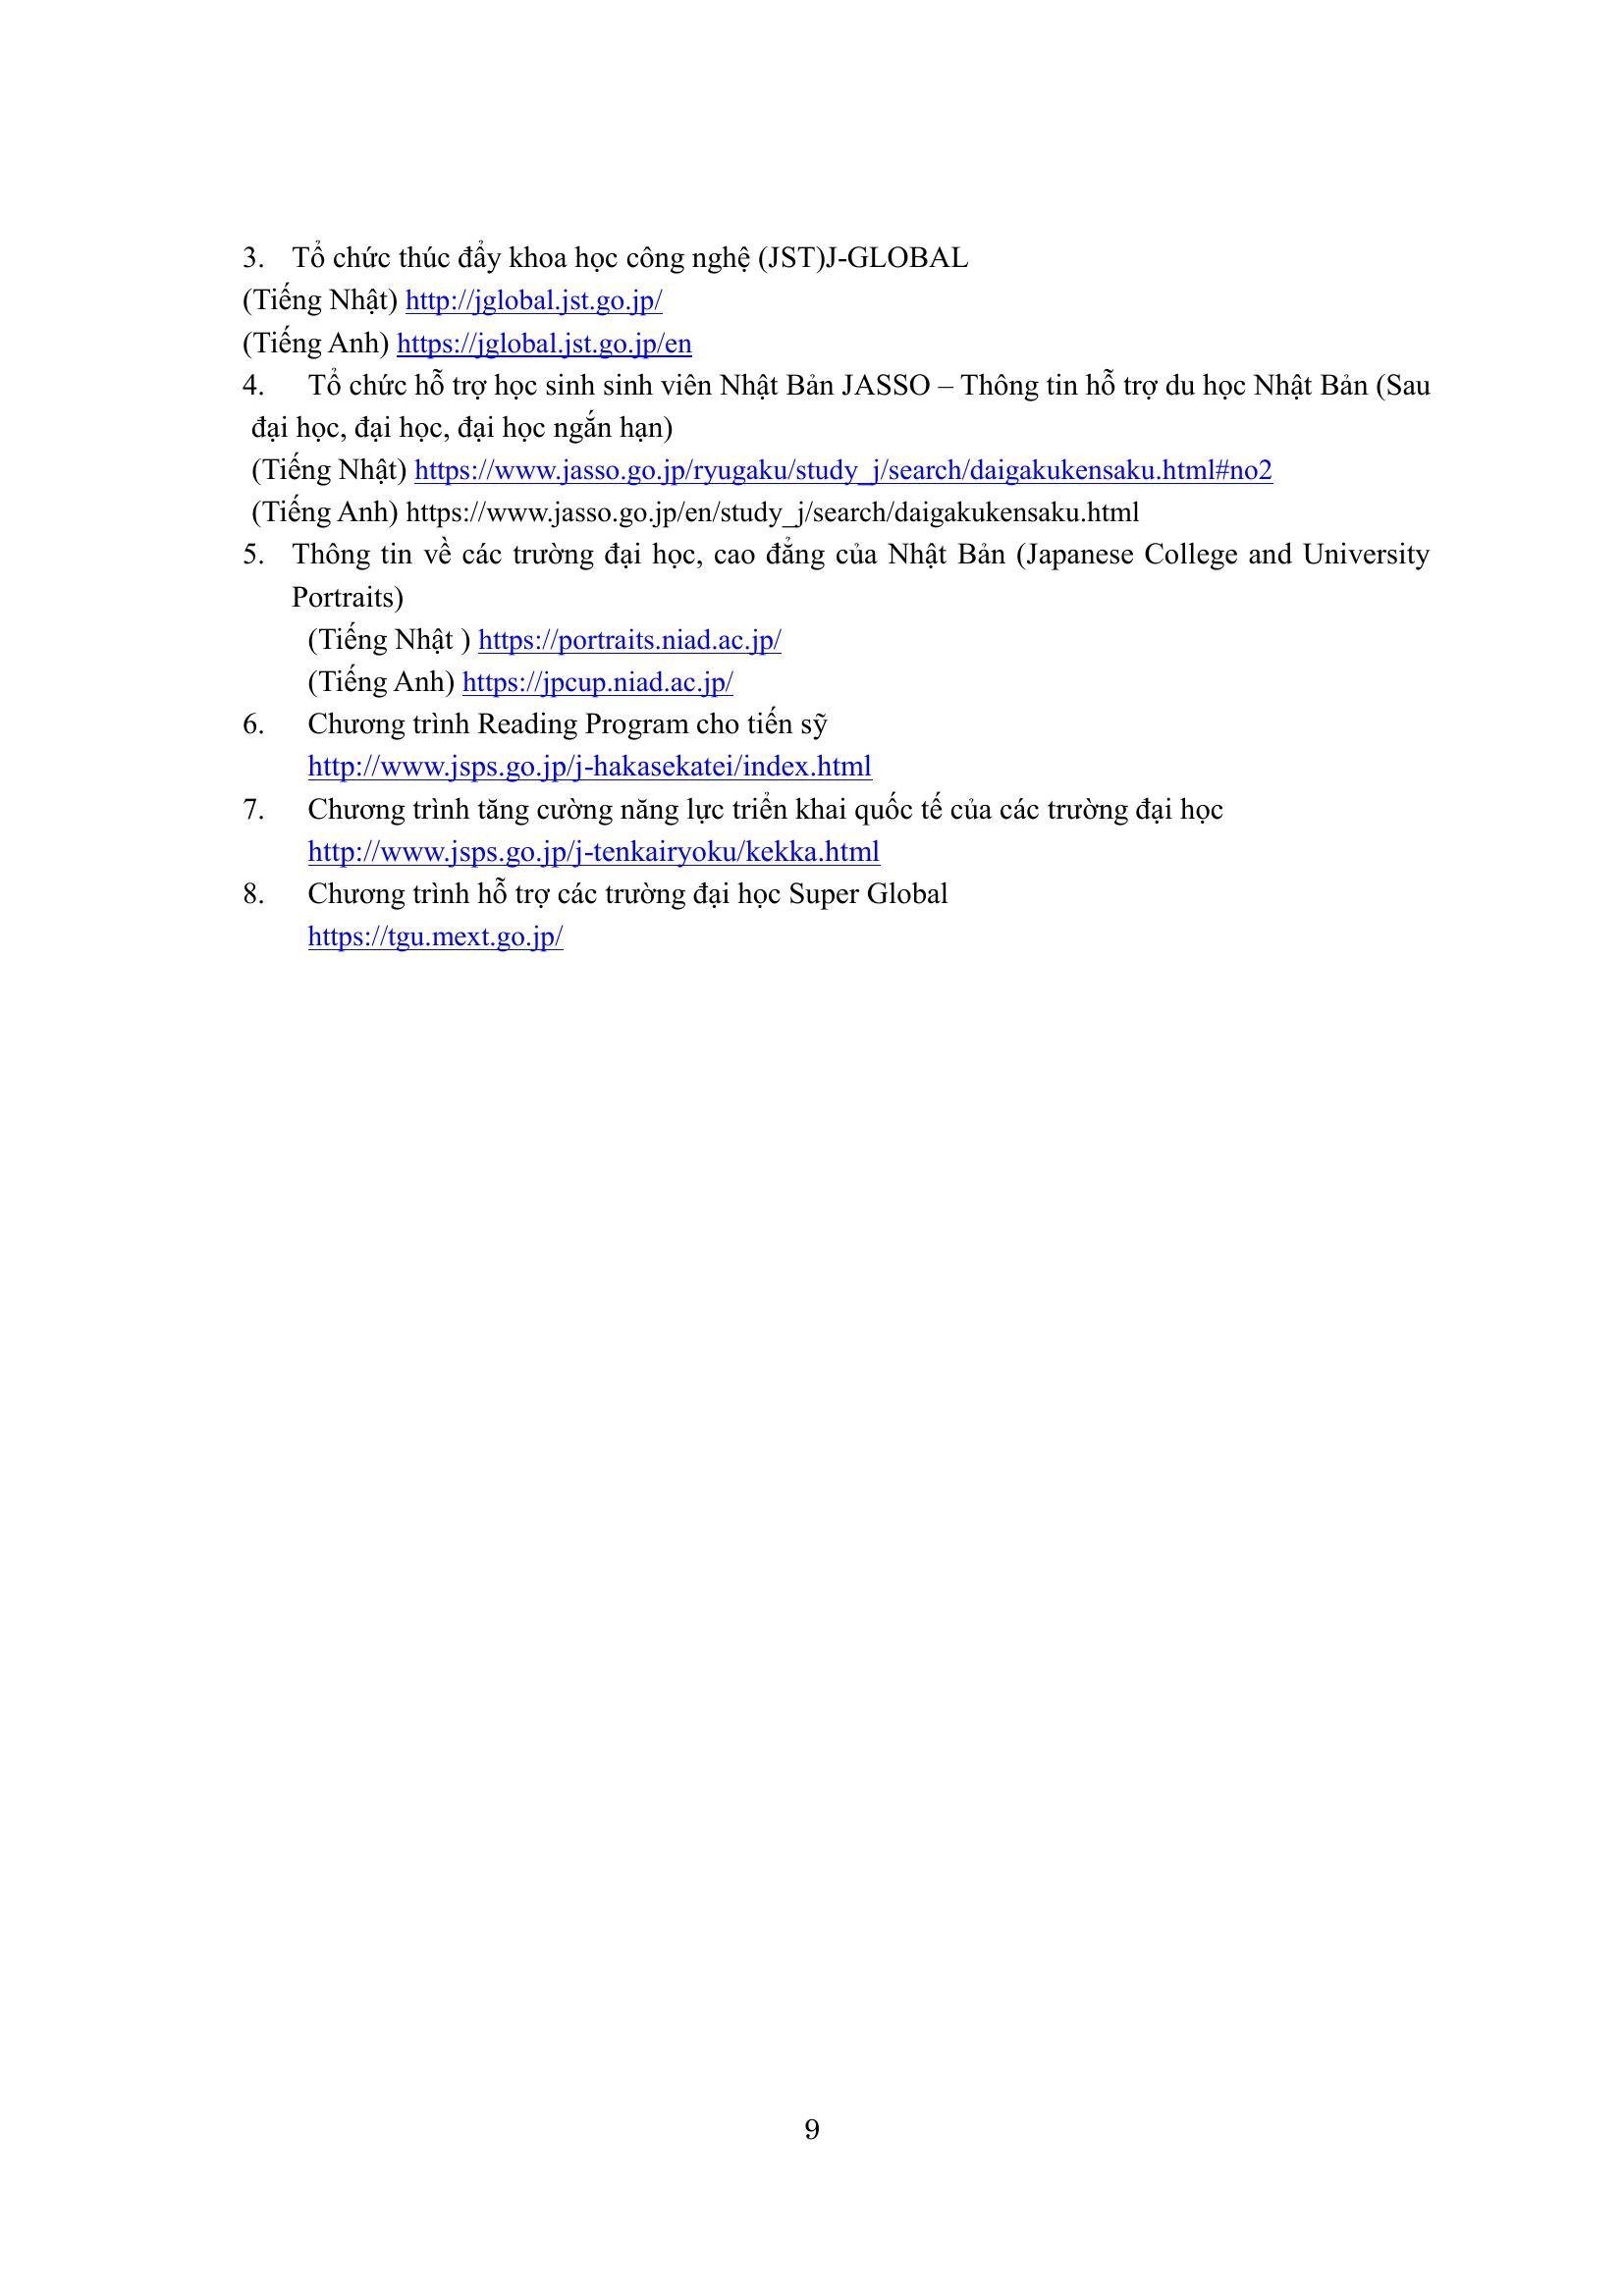 3. Tổ chức thúc đẩy khoa học công nghệ (JST)J-GLOBAL
(Tiếng Nhật) http://jglobal.jst.go.jp/
(Tiếng Anh) https://jglobal.jst.go.jp/en
4. Tổ chức hỗ trợ học sinh sinh viên Nhật Bản JASSO – Thông tin hỗ trợ du học Nhật Bản (Sau
đại học, đại học, đại học ngắn hạn)
(Tiếng Nhật) https://www.jasso.go.jp/ryugaku/study_j/search/daigakukensaku.html#no2
(Tiếng Anh) https://www.jasso.go.jp/en/study_j/search/daigakukensaku.html
5. Thông tin về các trường đại học, cao đẳng của Nhật Bản (Japanese College and University
Portraits)
(Tiếng Nhật ) https://portraits.niad.ac.jp/
(Tiếng Anh) https://jpcup.niad.ac.jp/
6. Chương trình Reading Program cho tiến sỹ
http://www.jsps.go.jp/j-hakasekatei/index.html
7. Chương trình tăng cường năng lực triển khai quốc tế của các trường đại học
http://www.jsps.go.jp/j-tenkairyoku/kekka.html
8. Chương trình hỗ trợ các trường đại học Super Global
https://tgu.mext.go.jp/
9